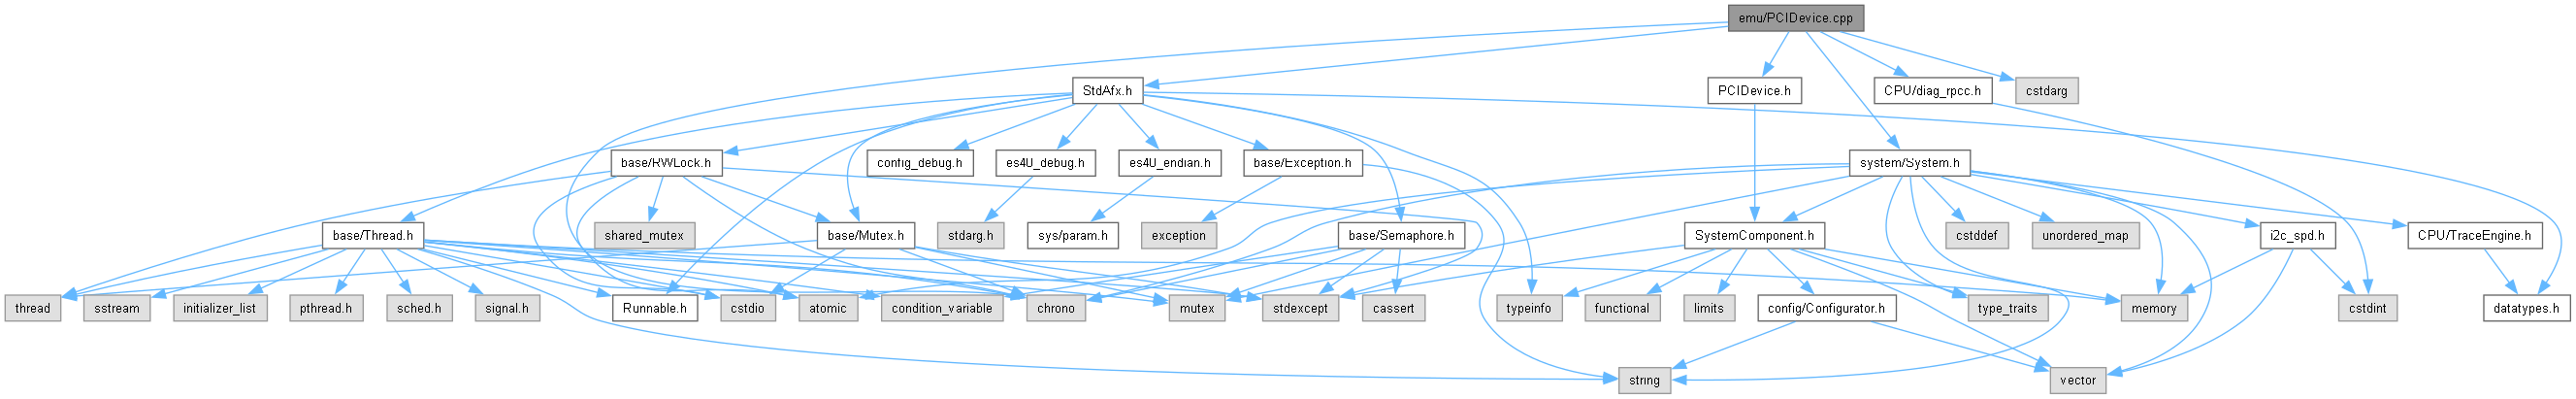 emu/PCIDevice.cpp
StdAfx.h
PCIDevice.h
CPU/diag_rpcc.h
cstdarg
base/RWLock.h
config_debug.h
es4U_debug.h
es4U_endian.h
base/Exception.h
system/System.h
base/Thread.h
shared_mutex
base/Mutex.h
stdarg.h
sys/param.h
exception
base/Semaphore.h
SystemComponent.h
cstddef
unordered_map
i2c_spd.h
CPU/TraceEngine.h
thread
sstream
initializer_list
pthread.h
sched.h
signal.h
Runnable.h
cstdio
atomic
condition_variable
chrono
mutex
stdexcept
cassert
typeinfo
functional
limits
config/Configurator.h
type_traits
memory
cstdint
datatypes.h
string
vector